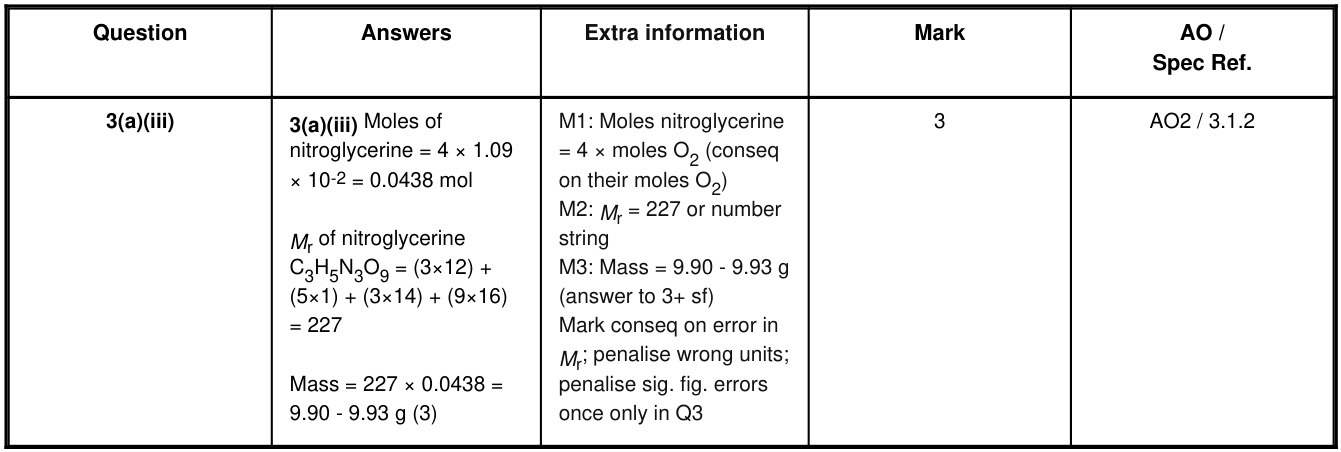 Question
Answers
Extra information
Mark
AO /
Spec Ref.
3(a)(iii)
3(a)(iii) Moles of
nitroglycerine = 4 × 1.09
× 10-2 = 0.0438 mol
Mr of nitroglycerine
C3H5N3O9 = (3×12) +
(5×1) + (3×14) + (9×16)
= 227
Mass = 227 × 0.0438 =
9.90 - 9.93 g (3)
M1: Moles nitroglycerine
= 4 × moles O2 (conseq
on their moles O2)
M2: Mr = 227 or number
string
M3: Mass = 9.90 - 9.93 g
(answer to 3+ sf)
Mark conseq on error in
Mr; penalise wrong units;
penalise sig. fig. errors
once only in Q3
3
AO2 / 3.1.2